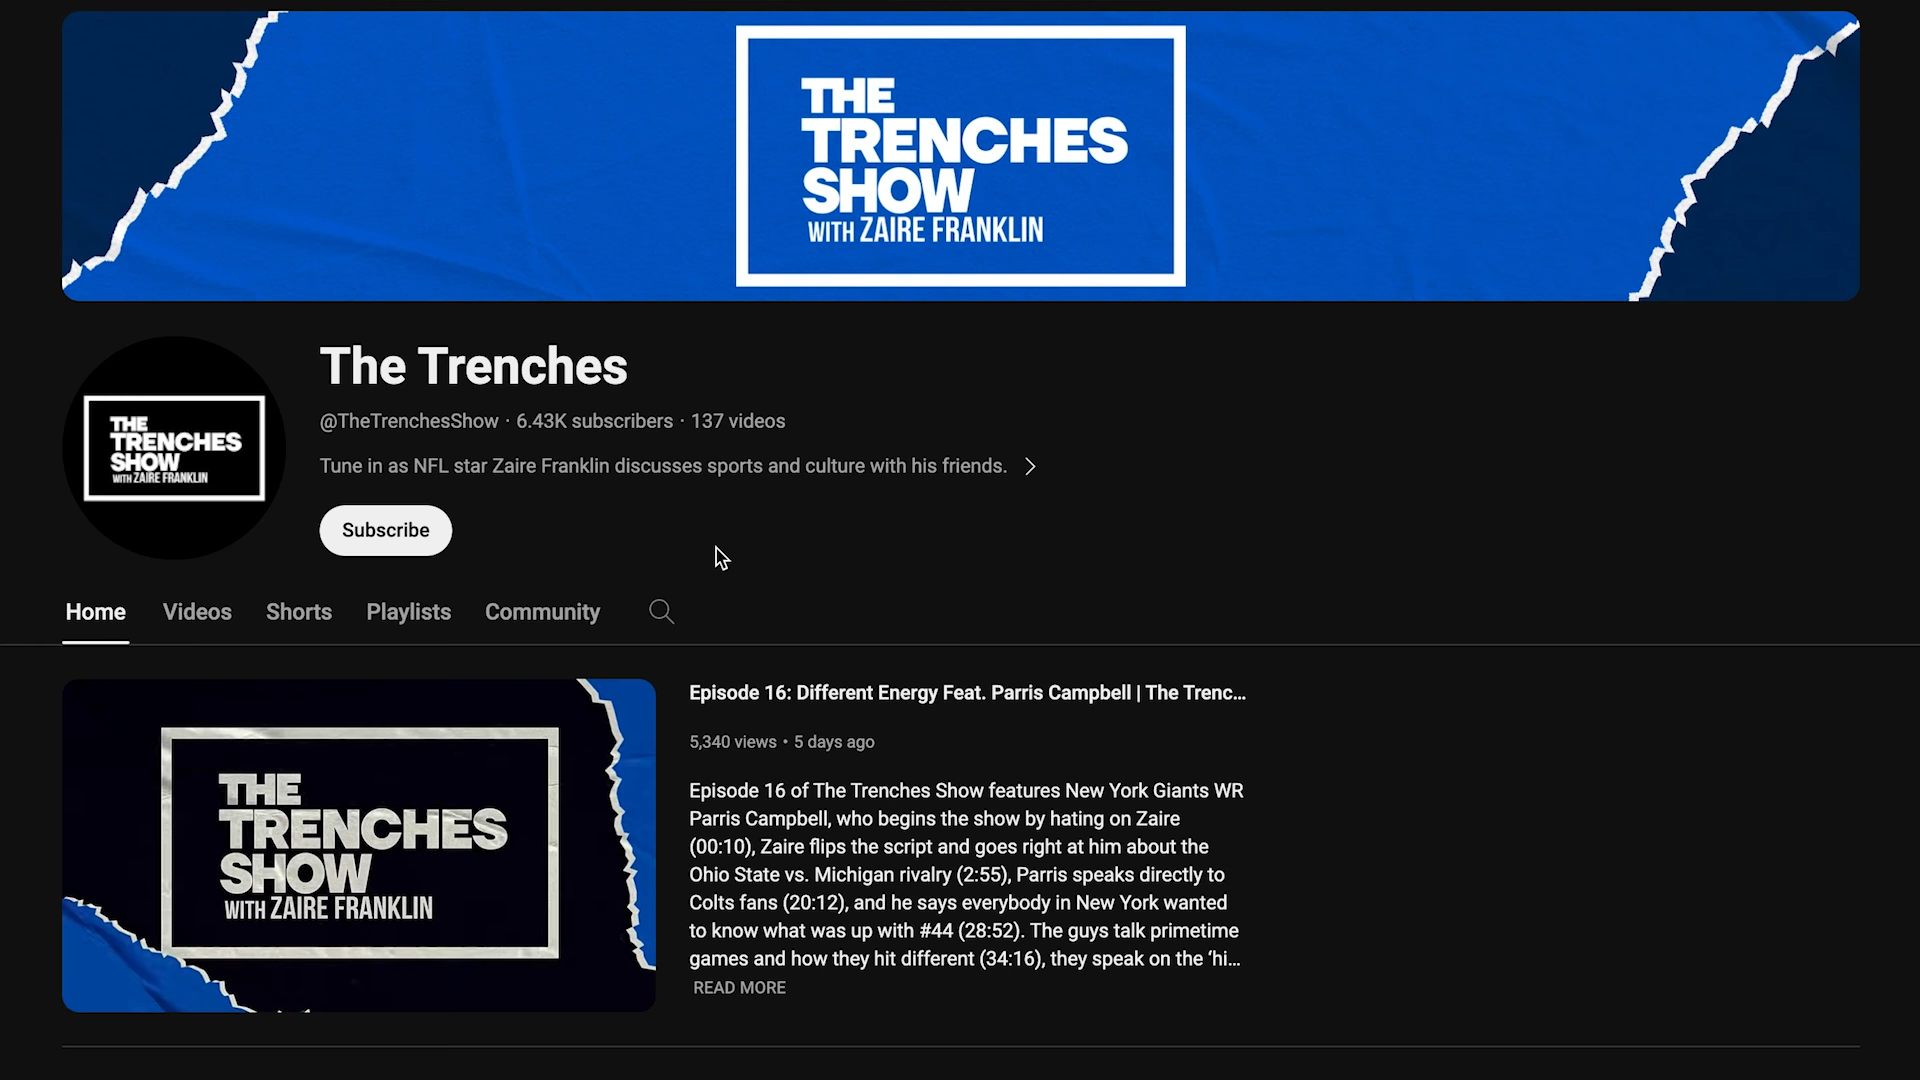 THE
TRENCHES
SHOW
WITH ZAIRE FRANKLIN
THE
TRENCHES
SHOW
WITH ZAIRE FRANKLIN
The Trenches
@TheTrenchesShow · 6.43K subscribers · 137 videos
Tune in as NFL star Zaire Franklin discusses sports and culture with his friends.
Subscribe
Home Videos Shorts Playlists Community
THE
TRENCHES
SHOW
WITH ZAIRE FRANKLIN
Episode 16: Different Energy Feat. Parris Campbell | The Trenc...
5,340 views • 5 days ago
Episode 16 of The Trenches Show features New York Giants WR
Parris Campbell, who begins the show by hating on Zaire
(00:10), Zaire flips the script and goes right at him about the
Ohio State vs. Michigan rivalry (2:55), Parris speaks directly to
Colts fans (20:12), and he says everybody in New York wanted
to know what was up with #44 (28:52). The guys talk primetime
games and how they hit different (34:16), they speak on the ‘hi...
READ MORE